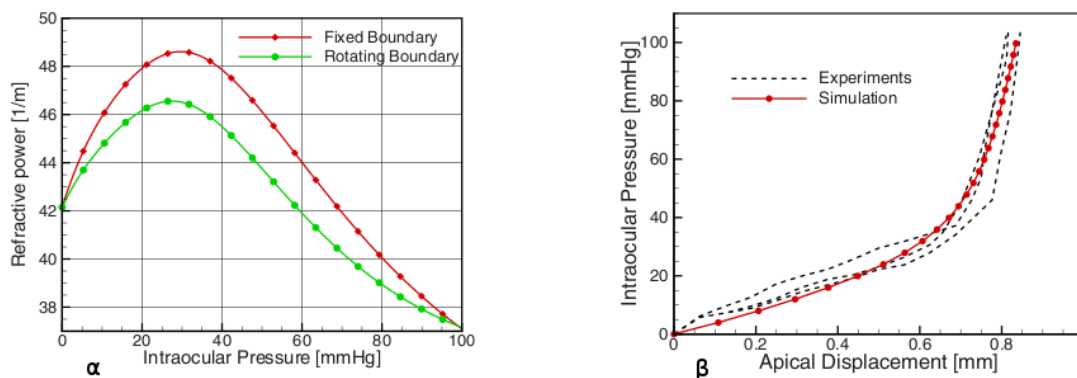 50
48
46
44
42
40
38
Refractive power [1/m]
Fixed Boundary
Rotating Boundary
0 20 40 60 80 100
Intraocular Pressure [mmHg]
α
100
80
60
40
20
0
Intraocular Pressure [mmHg]
Experiments
Simulation
0 0.2 0.4 0.6 0.8
Apical Displacement [mm]
β